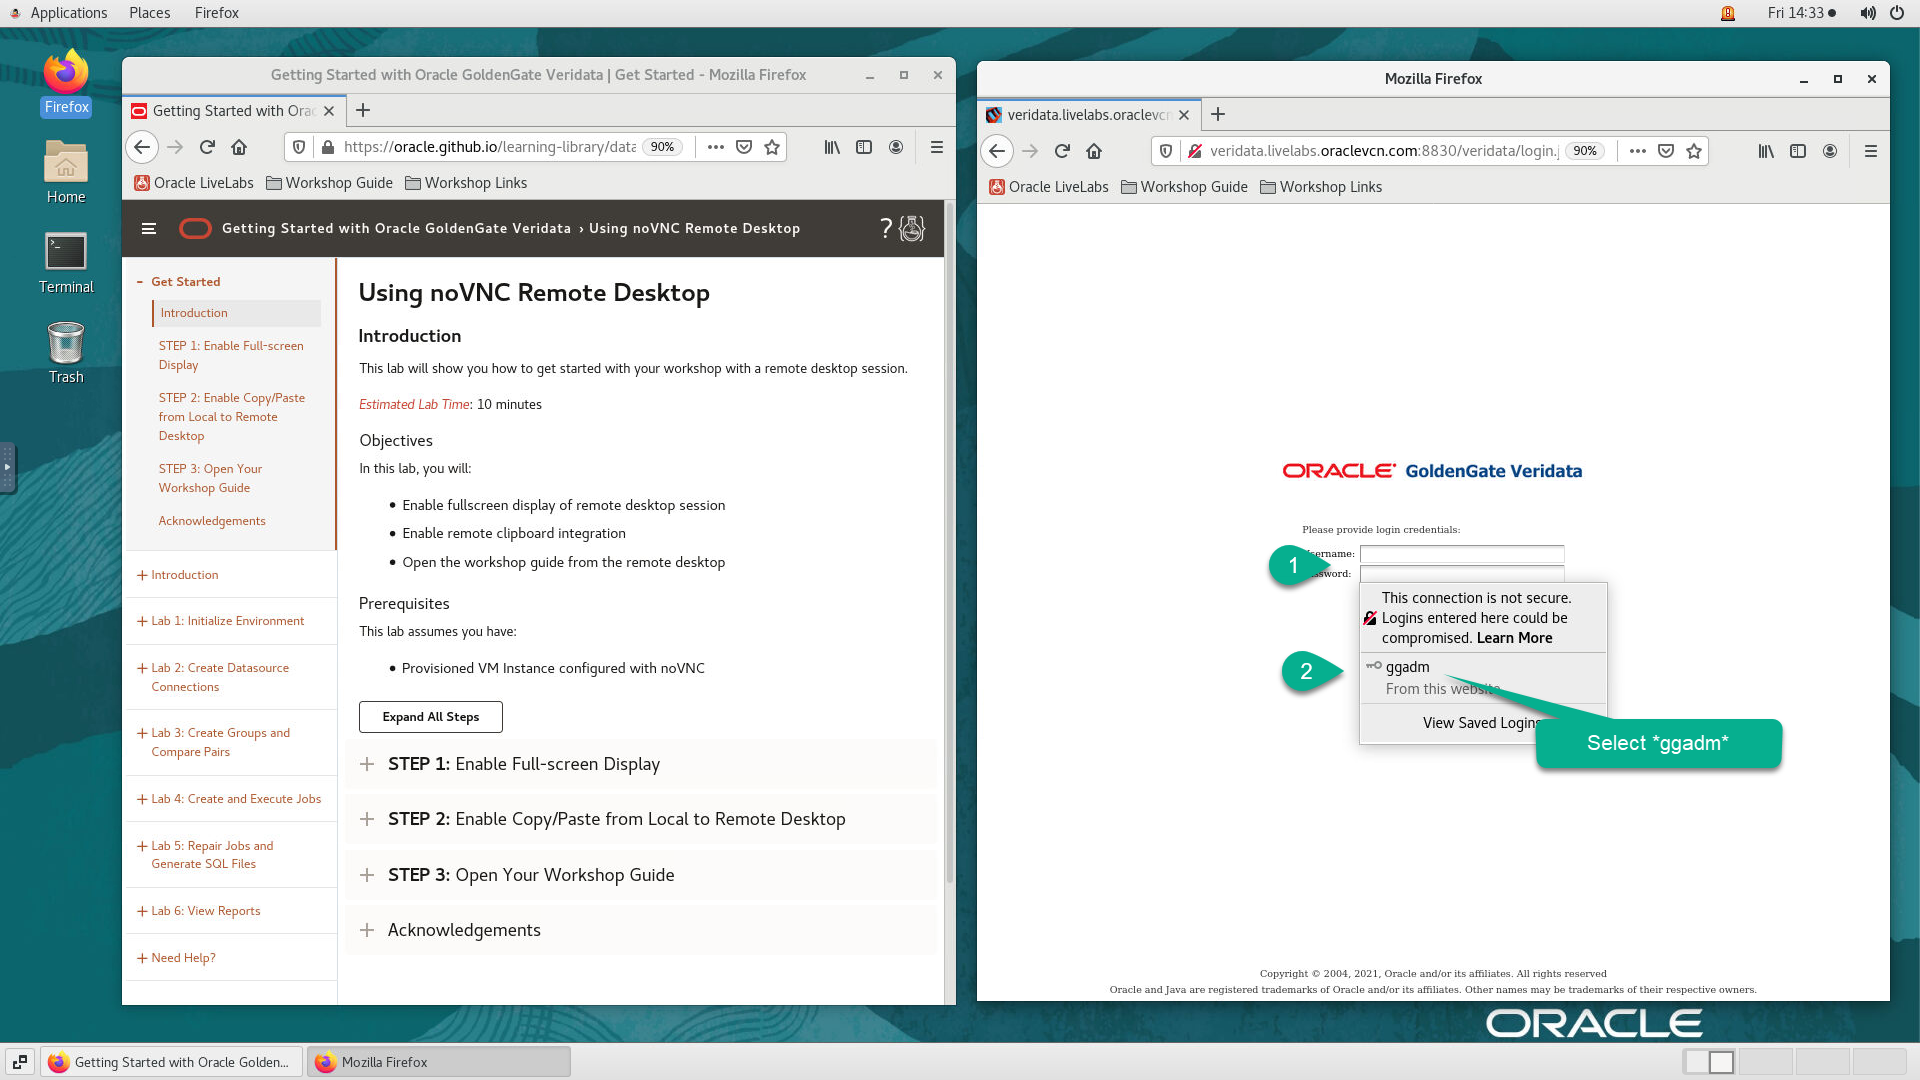 Applications Places Firefox
Fri 14:33
Firefox
Home
Terminal
Trash
Getting Started with Oracle GoldenGate Veridata | Get Started - Mozilla Firefox
Getting Started with Orac
https://oracle.github.io/learning-library/data 90%
Oracle LiveLabs Workshop Guide Workshop Links
Getting Started with Oracle GoldenGate Veridata › Using noVNC Remote Desktop
?
- Get Started
Introduction
STEP 1: Enable Full-screen
Display
STEP 2: Enable Copy/Paste
from Local to Remote
Desktop
STEP 3: Open Your
Workshop Guide
Acknowledgements
+ Introduction
+ Lab 1: Initialize Environment
+ Lab 2: Create Datasource
Connections
+ Lab 3: Create Groups and
Compare Pairs
+ Lab 4: Create and Execute Jobs
+ Lab 5: Repair Jobs and
Generate SQL Files
+ Lab 6: View Reports
+ Need Help?
Using noVNC Remote Desktop
Introduction
This lab will show you how to get started with your workshop with a remote desktop session.
Estimated Lab Time: 10 minutes
Objectives
In this lab, you will:
• Enable fullscreen display of remote desktop session
• Enable remote clipboard integration
• Open the workshop guide from the remote desktop
Prerequisites
This lab assumes you have:
• Provisioned VM Instance configured with noVNC
Expand All Steps
+ STEP 1: Enable Full-screen Display
+ STEP 2: Enable Copy/Paste from Local to Remote Desktop
+ STEP 3: Open Your Workshop Guide
+ Acknowledgements
Mozilla Firefox
veridata.livelabs.oraclevcn
veridata.livelabs.oraclevcn.com:8830/veridata/login.j 90%
Oracle LiveLabs Workshop Guide Workshop Links
ORACLE GoldenGate Veridata
Please provide login credentials:
1
sername:
ssword:
This connection is not secure.
Logins entered here could be
compromised. Learn More
2
ggadm
From this website
View Saved Logins
Select *ggadm*
Copyright © 2004, 2021, Oracle and/or its affiliates. All rights reserved
Oracle and Java are registered trademarks of Oracle and/or its affiliates. Other names may be trademarks of their respective owners.
ORACLE
Getting Started with Oracle Golden...
Mozilla Firefox